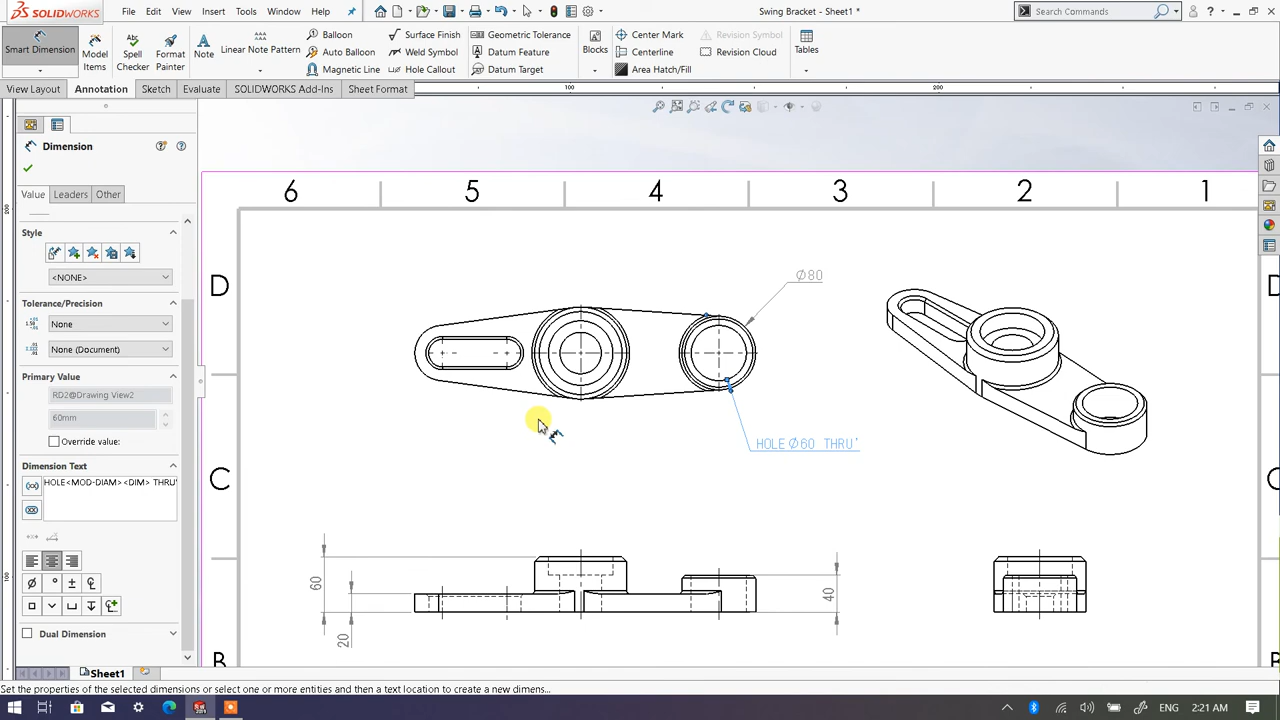 SOLIDWORKS
File Edit View Insert Tools Window Help
Swing Bracket - Sheet1 *
Search Commands
Smart Dimension
Model Items
Spell Checker
Format Painter
Note
Linear Note Pattern
Balloon
Auto Balloon
Magnetic Line
Surface Finish
Weld Symbol
Hole Callout
Geometric Tolerance
Datum Feature
Datum Target
Blocks
Center Mark
Centerline
Area Hatch/Fill
Revision Symbol
Revision Cloud
Tables
View Layout Annotation Sketch Evaluate SOLIDWORKS Add-Ins Sheet Format
100 200
Dimension
Value Leaders Other
Style
<NONE>
Tolerance/Precision
None
None (Document)
Primary Value
RD2@Drawing View2
60mm
Override value:
Dimension Text
HOLE<MOD-DIAM><DIM> THRU'
Dual Dimension
6 5 4 3 2 1
D
C
B
Ø80
HOLE Ø60 THRU'
60
20
40
Sheet1
Set the properties of the selected dimensions or select one or more entities and then a text location to create a new dimens...
ENG 2:21 AM